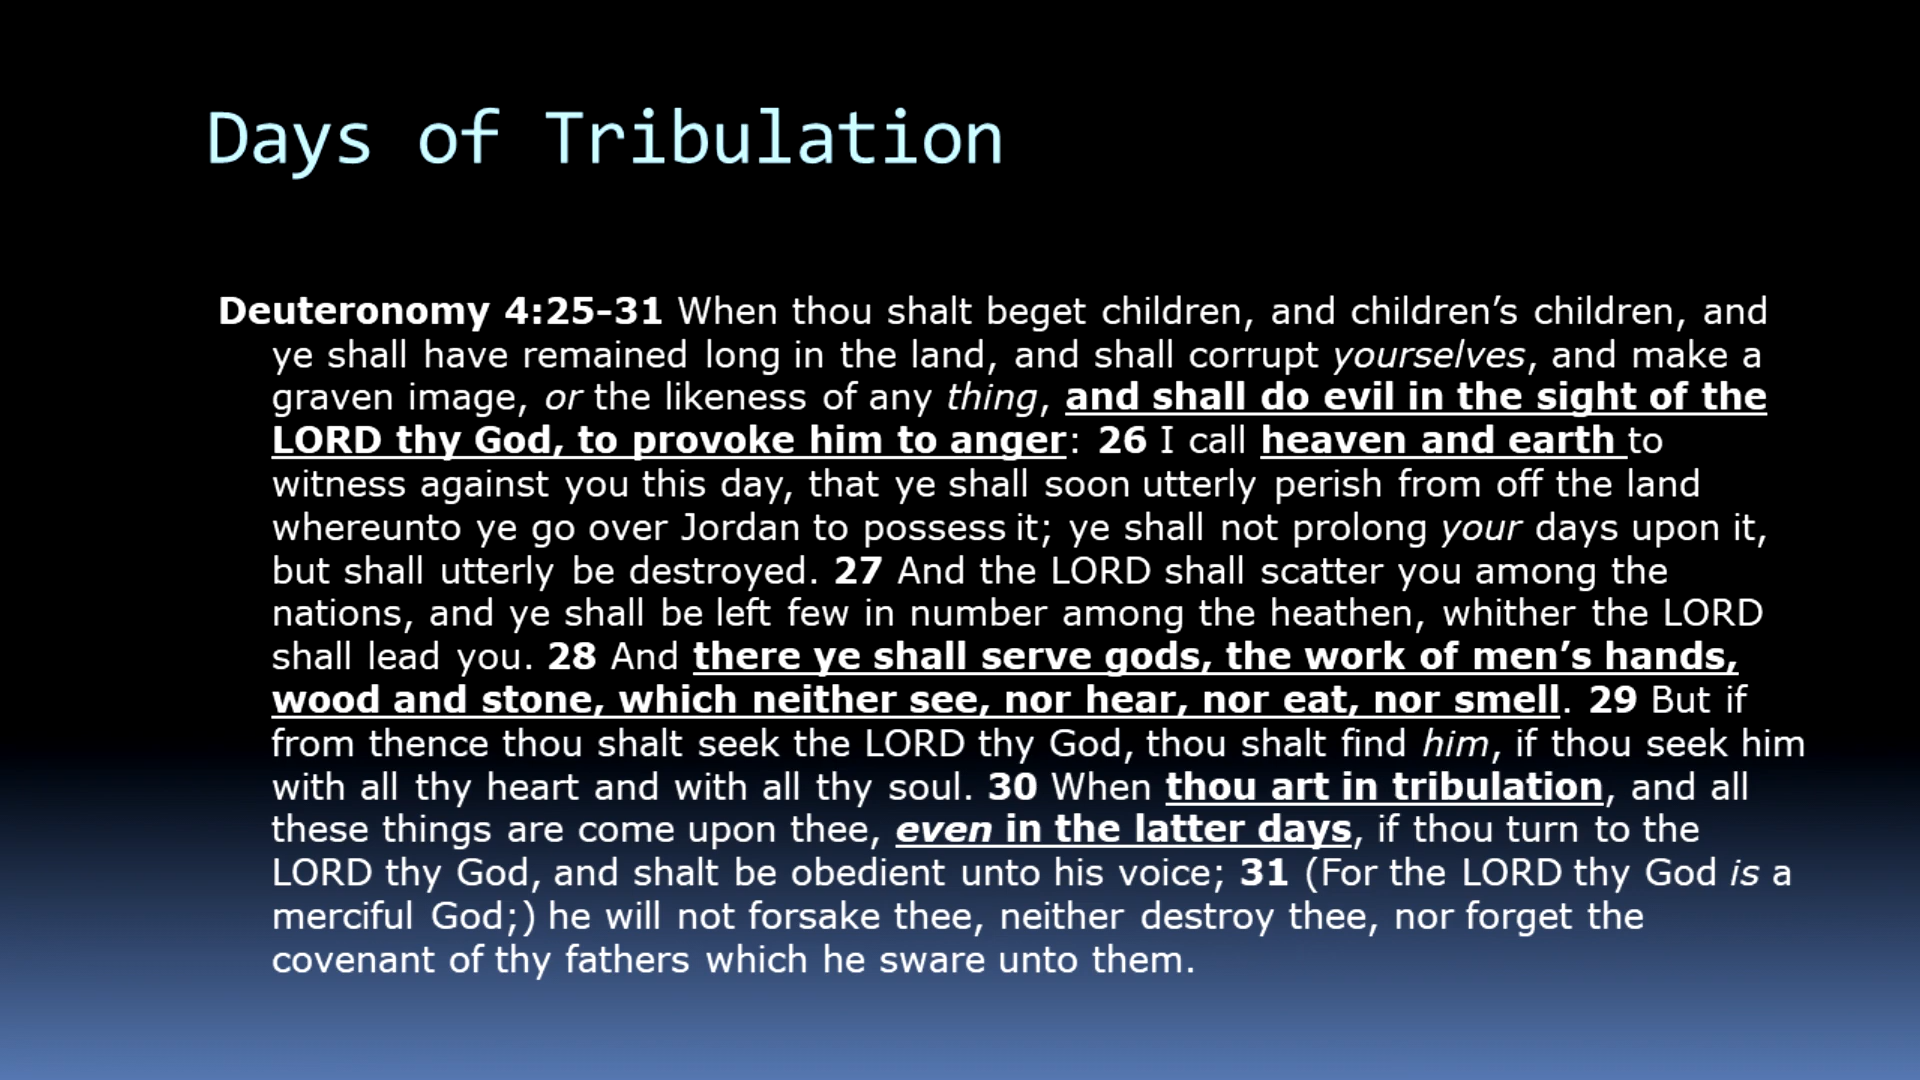 Days of Tribulation
Deuteronomy 4:25-31 When thou shalt beget children, and children’s children, and
ye shall have remained long in the land, and shall corrupt yourselves, and make a
graven image, or the likeness of any thing, and shall do evil in the sight of the
LORD thy God, to provoke him to anger: 26 I call heaven and earth to
witness against you this day, that ye shall soon utterly perish from off the land
whereunto ye go over Jordan to possess it; ye shall not prolong your days upon it,
but shall utterly be destroyed. 27 And the LORD shall scatter you among the
nations, and ye shall be left few in number among the heathen, whither the LORD
shall lead you. 28 And there ye shall serve gods, the work of men’s hands,
wood and stone, which neither see, nor hear, nor eat, nor smell. 29 But if
from thence thou shalt seek the LORD thy God, thou shalt find him, if thou seek him
with all thy heart and with all thy soul. 30 When thou art in tribulation, and all
these things are come upon thee, even in the latter days, if thou turn to the
LORD thy God, and shalt be obedient unto his voice; 31 (For the LORD thy God is a
merciful God;) he will not forsake thee, neither destroy thee, nor forget the
covenant of thy fathers which he sware unto them.